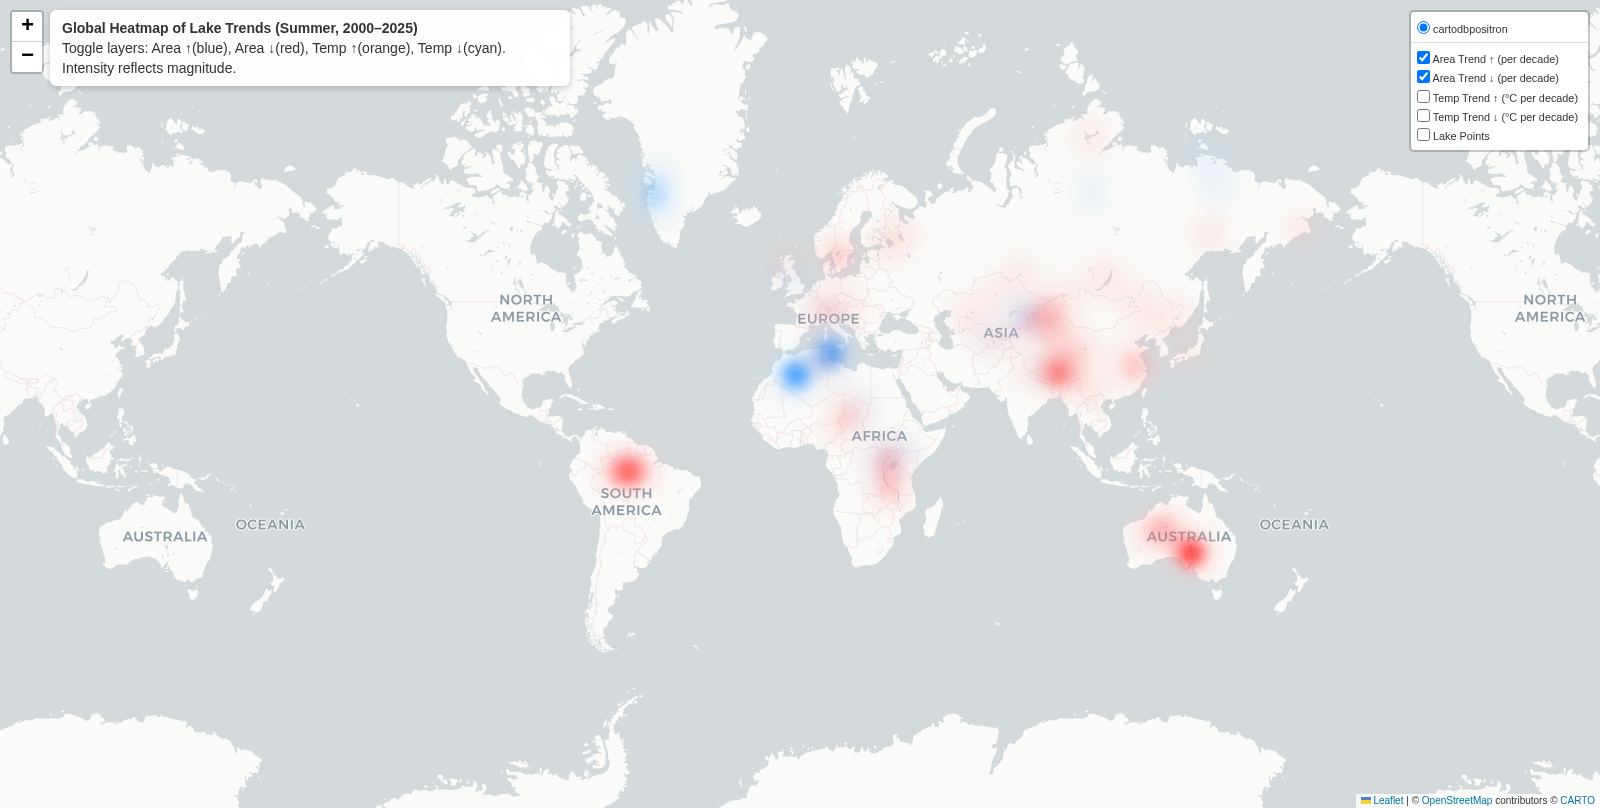 +
−
Global Heatmap of Lake Trends (Summer, 2000–2025)
Toggle layers: Area ↑(blue), Area ↓(red), Temp ↑(orange), Temp ↓(cyan).
Intensity reflects magnitude.
cartodbpositron
Area Trend ↑ (per decade)
Area Trend ↓ (per decade)
Temp Trend ↑ (°C per decade)
Temp Trend ↓ (°C per decade)
Lake Points
NORTH
AMERICA
EUROPE
ASIA
NORTH
AMERICA
AFRICA
SOUTH
AMERICA
OCEANIA
AUSTRALIA
AUSTRALIA
OCEANIA
Leaflet | © OpenStreetMap contributors © CARTO